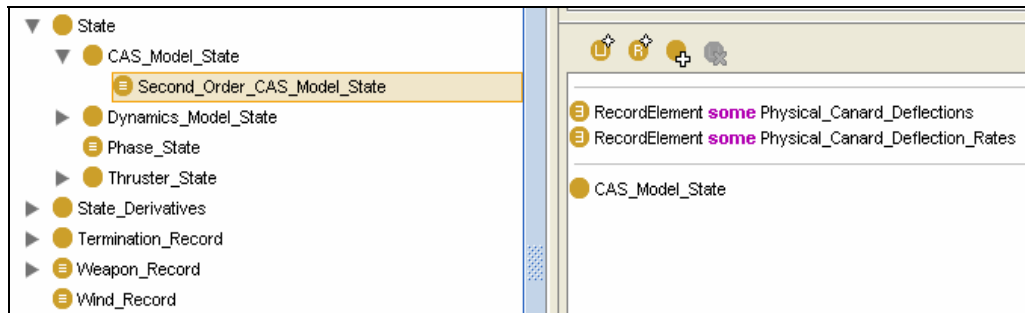 State
CAS_Model_State
Second_Order_CAS_Model_State
Dynamics_Model_State
Phase_State
Thruster_State
State_Derivatives
Termination_Record
Weapon_Record
Wind_Record
RecordElement some Physical_Canard_Deflections
RecordElement some Physical_Canard_Deflection_Rates
CAS_Model_State